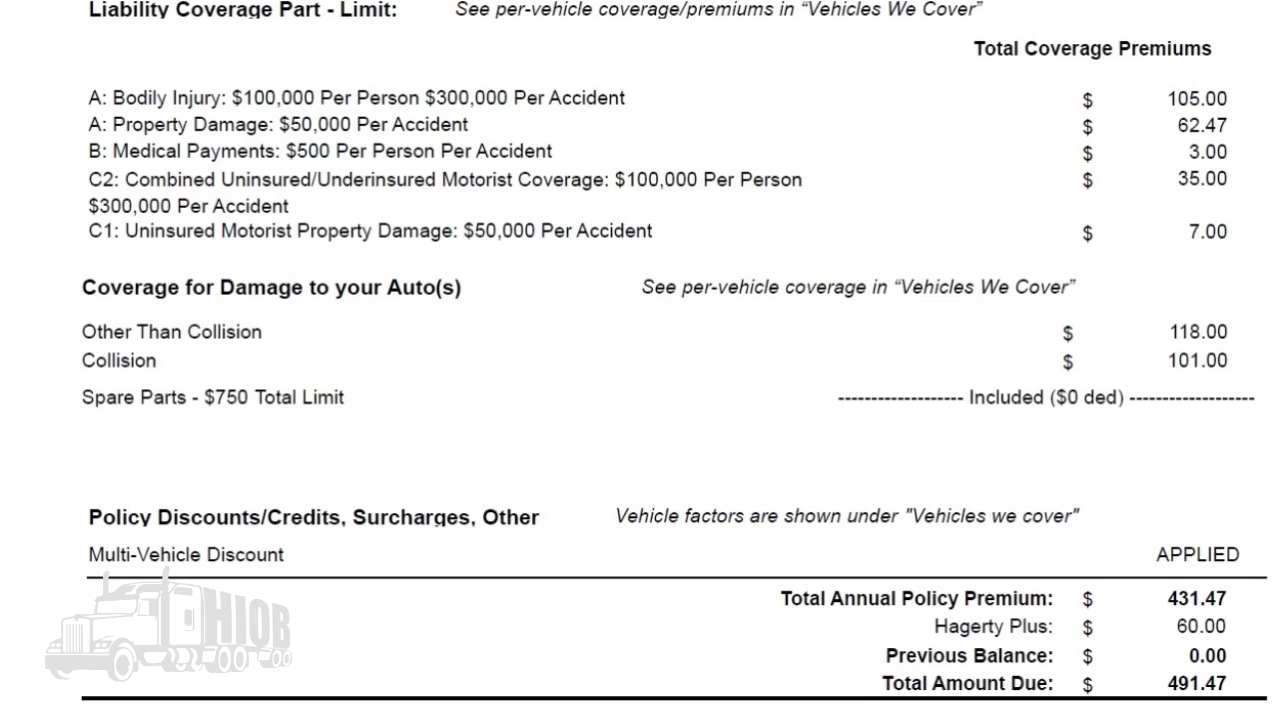 Liability Coverage Part - Limit: See per-vehicle coverage/premiums in “Vehicles We Cover”
Total Coverage Premiums
A: Bodily Injury: $100,000 Per Person $300,000 Per Accident $ 105.00
A: Property Damage: $50,000 Per Accident $ 62.47
B: Medical Payments: $500 Per Person Per Accident $ 3.00
C2: Combined Uninsured/Underinsured Motorist Coverage: $100,000 Per Person $ 35.00
$300,000 Per Accident
C1: Uninsured Motorist Property Damage: $50,000 Per Accident $ 7.00
Coverage for Damage to your Auto(s) See per-vehicle coverage in “Vehicles We Cover”
Other Than Collision $ 118.00
Collision $ 101.00
Spare Parts - $750 Total Limit ------------------- Included ($0 ded) -------------------
Policy Discounts/Credits, Surcharges, Other Vehicle factors are shown under "Vehicles we cover"
Multi-Vehicle Discount APPLIED
Total Annual Policy Premium: $ 431.47
Hagerty Plus: $ 60.00
Previous Balance: $ 0.00
Total Amount Due: $ 491.47
HIOB